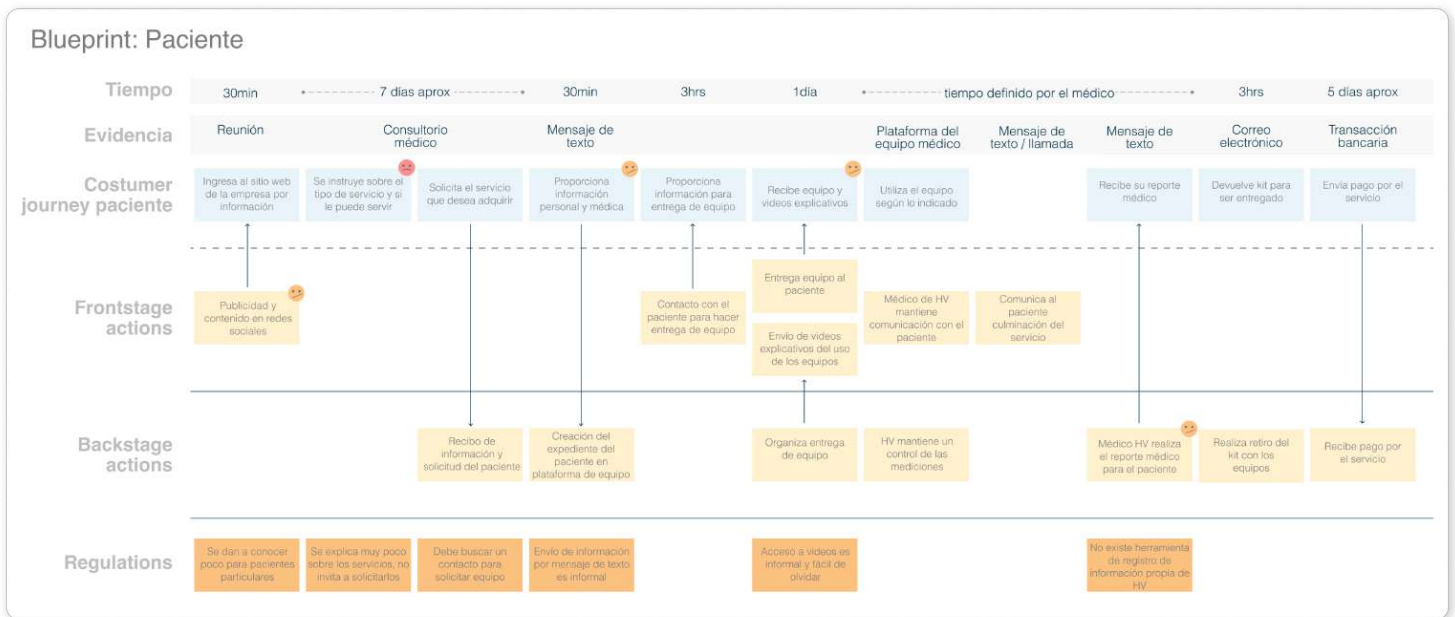 Blueprint: Paciente
Tiempo
30min
7 días aprox
30min
3hrs
1día
tiempo definido por el médico
3hrs
5 días aprox
Evidencia
Reunión
Consultorio
médico
Mensaje de
texto
Plataforma del
equipo médico
Mensaje de
texto / llamada
Mensaje de
texto
Correo
electrónico
Transacción
bancaria
Costumer
journey paciente
Ingresa al sitio web
de la empresa por
información
Se instruye sobre el
tipo de servicio y si
le puede servir
Solicita el servicio
que desea adquirir
Proporciona
información
personal y médica
Proporciona
información para
entrega de equipo
Recibe equipo y
videos explicativos
Utiliza el equipo
según lo indicado
Recibe su reporte
médico
Devuelve kit para
ser entregado
Envía pago por el
servicio
Frontstage
actions
Publicidad y
contenido en redes
sociales
Contacto con el
paciente para hacer
entrega de equipo
Entrega equipo al
paciente
Envío de videos
explicativos del uso
de los equipos
Médico de HV
mantiene
comunicación con el
paciente
Comunica al
paciente
culminación del
servicio
Backstage
actions
Recibo de
información y
solicitud del paciente
Creación del
expediente del
paciente en
plataforma de equipo
Organiza entrega
de equipo
HV mantiene un
control de las
mediciones
Médico HV realiza
el reporte médico
para el paciente
Realiza retiro del
kit con los
equipos
Recibe pago por
el servicio
Regulations
Se dan a conocer
poco para pacientes
particulares
Se explica muy poco
sobre los servicios, no
invita a solicitarlos
Debe buscar un
contacto para
solicitar equipo
Envío de información
por mensaje de texto
es informal
Acceso a videos es
informal y fácil de
olvidar
No existe herramienta
de registro de
información propia de
HV